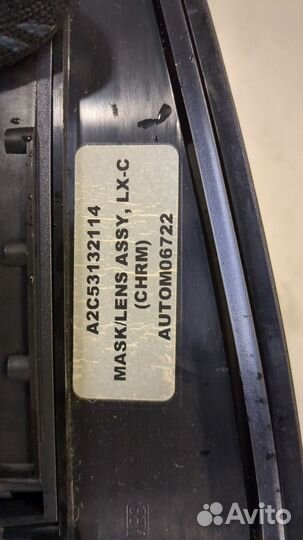 A2C53132114
MASK/LENS ASSY, LX-C
(CHRM)
AUTOM06722
Avito